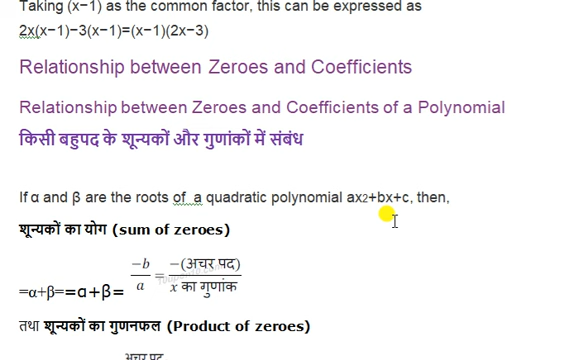 Taking (x−1) as the common factor, this can be expressed as
2x(x−1)−3(x−1)=(x−1)(2x−3)
Relationship between Zeroes and Coefficients
Relationship between Zeroes and Coefficients of a Polynomial
किसी बहुपद के शून्यकों और गुणांकों में संबंध
If α and β are the roots of a quadratic polynomial ax2+bx+c, then,
शून्यकों का योग (sum of zeroes)
=α+β==α+β= −b/a = −(अचर पद)/x का गुणांक
तथा शून्यकों का गुणनफल (Product of zeroes)
अचर पद